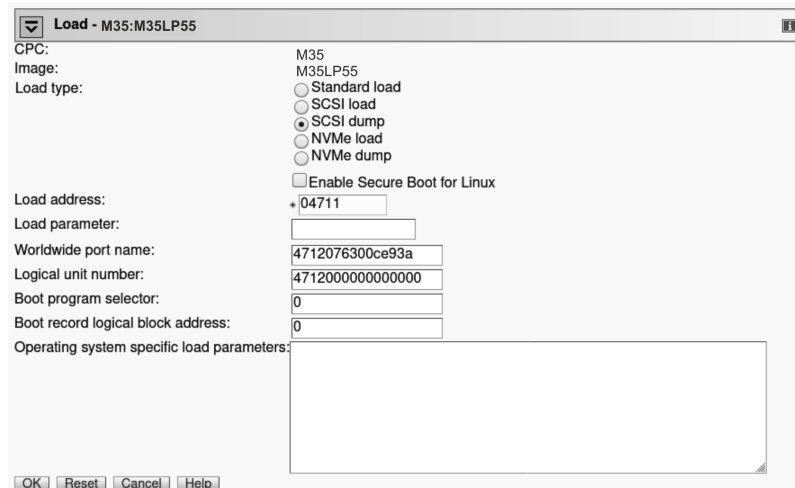 Load - M35:M35LP55
CPC: M35
Image: M35LP55
Load type: Standard load
SCSI load
SCSI dump
NVMe load
NVMe dump
Enable Secure Boot for Linux
Load address: * 04711
Load parameter:
Worldwide port name: 4712076300ce93a
Logical unit number: 4712000000000000
Boot program selector: 0
Boot record logical block address: 0
Operating system specific load parameters:
OK Reset Cancel Help